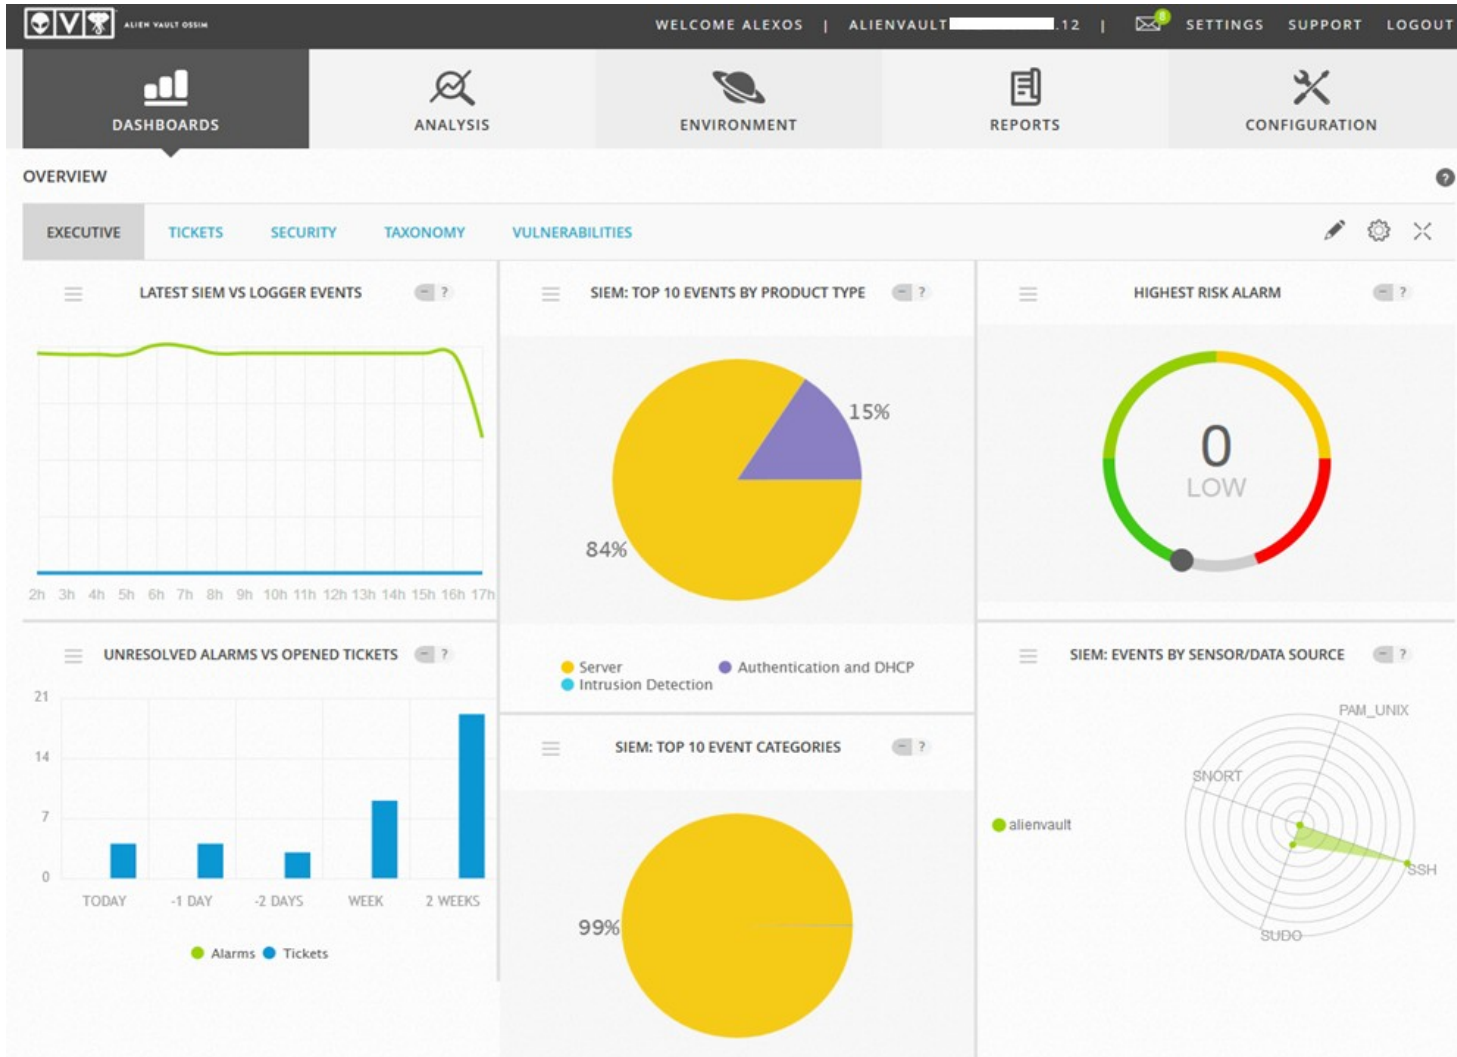 ALIEN VAULT OSSIM
WELCOME ALEXOS | ALIENVAULT .12 | 8 SETTINGS SUPPORT LOGOUT
DASHBOARDS ANALYSIS ENVIRONMENT REPORTS CONFIGURATION
OVERVIEW ?
EXECUTIVE TICKETS SECURITY TAXONOMY VULNERABILITIES
LATEST SIEM VS LOGGER EVENTS − ?
2h 3h 4h 5h 6h 7h 8h 9h 10h 11h 12h 13h 14h 15h 16h 17h
UNRESOLVED ALARMS VS OPENED TICKETS − ?
21
14
7
0
TODAY -1 DAY -2 DAYS WEEK 2 WEEKS
Alarms Tickets
SIEM: TOP 10 EVENTS BY PRODUCT TYPE − ?
15%
84%
Server Authentication and DHCP
Intrusion Detection
SIEM: TOP 10 EVENT CATEGORIES − ?
99%
HIGHEST RISK ALARM − ?
0
LOW
SIEM: EVENTS BY SENSOR/DATA SOURCE − ?
PAM_UNIX
SNORT
alienvault
SSH
SUDO